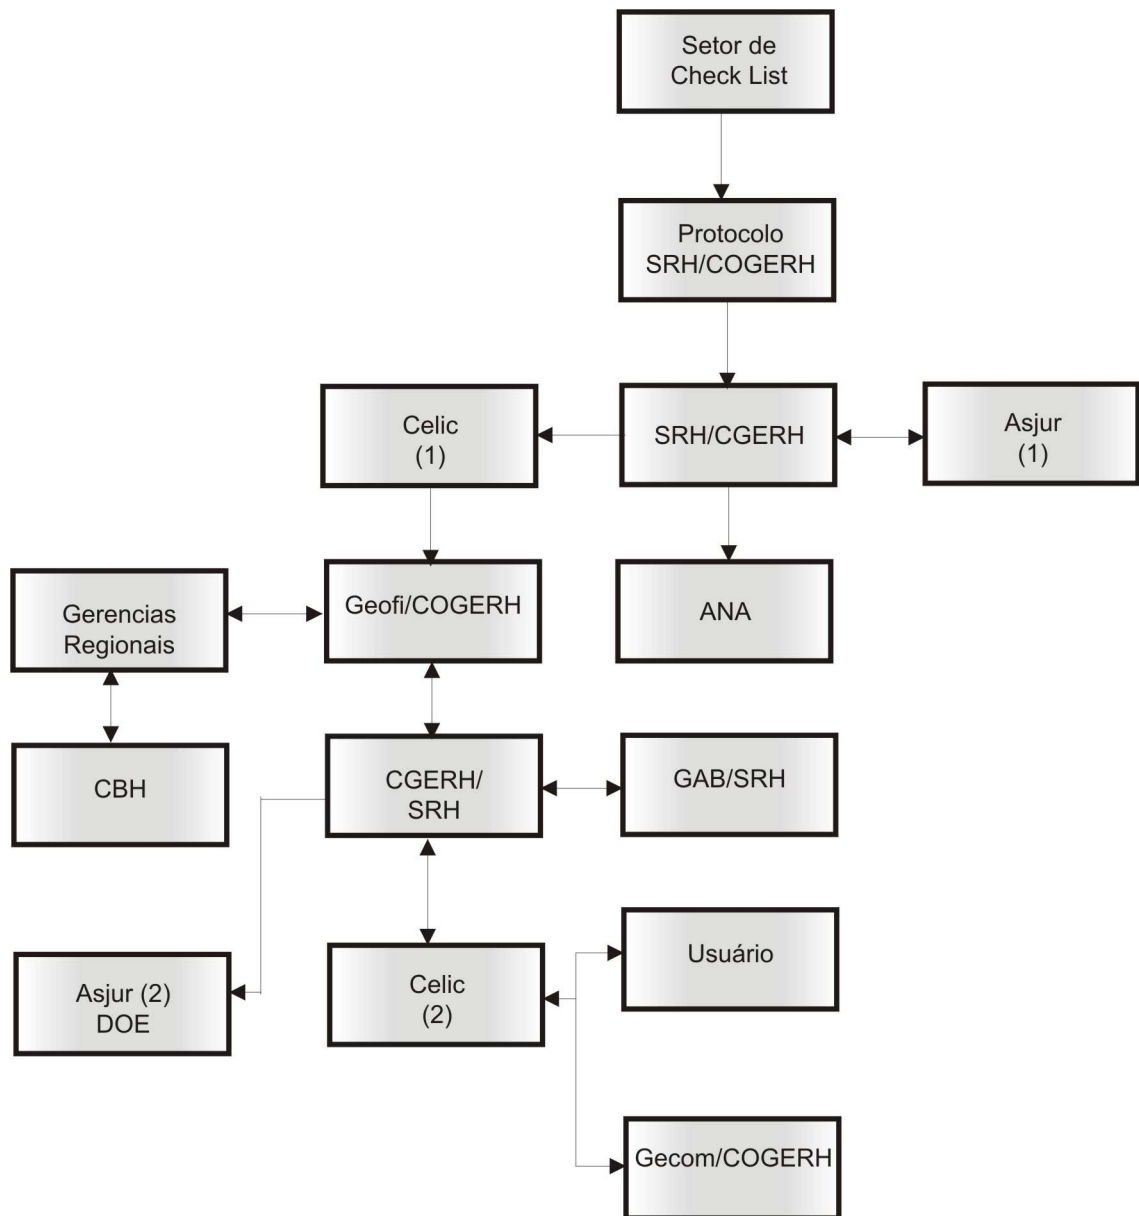 Setor de
Check List
Protocolo
SRH/COGERH
Celic
(1)
SRH/CGERH
Asjur
(1)
Gerencias
Regionais
Geofi/COGERH
ANA
CBH
CGERH/
SRH
GAB/SRH
Asjur (2)
DOE
Celic
(2)
Usuário
Gecom/COGERH